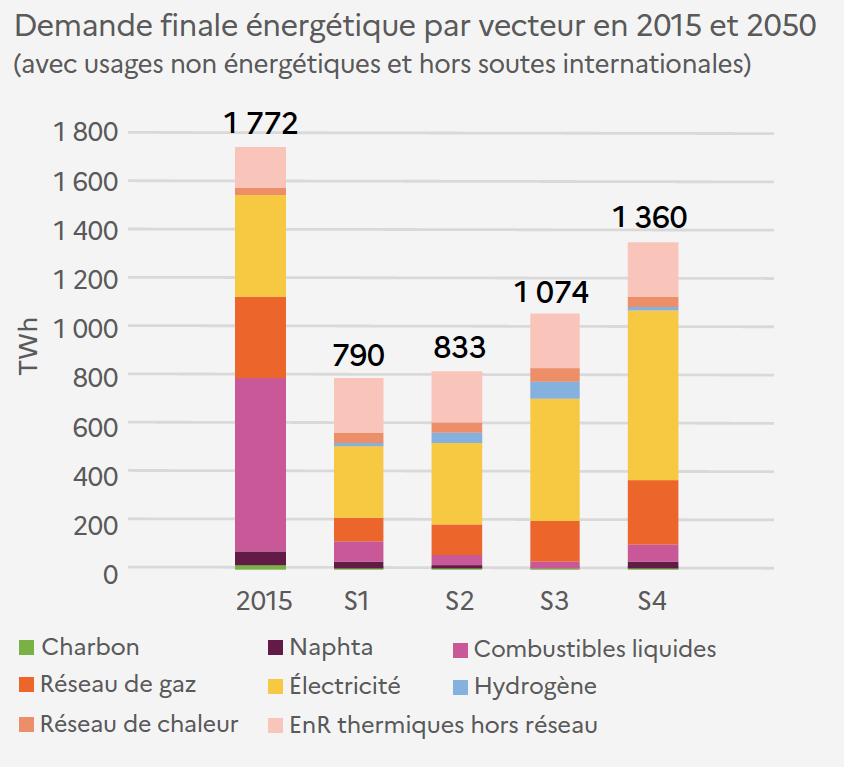 Demande finale énergétique par vecteur en 2015 et 2050
(avec usages non énergétiques et hors soutes internationales)
TWh
1 800
1 600
1 400
1 200
1 000
800
600
400
200
0
1 772
790
833
1 074
1 360
2015 S1 S2 S3 S4
Charbon Naphta Combustibles liquides
Réseau de gaz Électricité Hydrogène
Réseau de chaleur EnR thermiques hors réseau